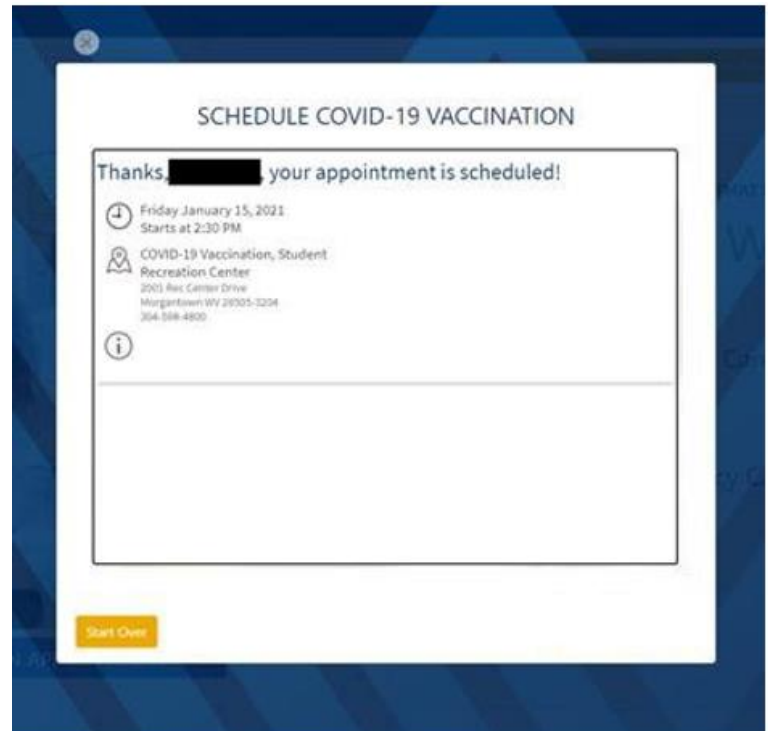 SCHEDULE COVID-19 VACCINATION
Thanks, , your appointment is scheduled!
Friday January 15, 2021
Starts at 2:30 PM
COVID-19 Vaccination, Student
Recreation Center
2001 Rec Center Drive
Morgantown WV 26505-3204
304-598-4800
Start Over